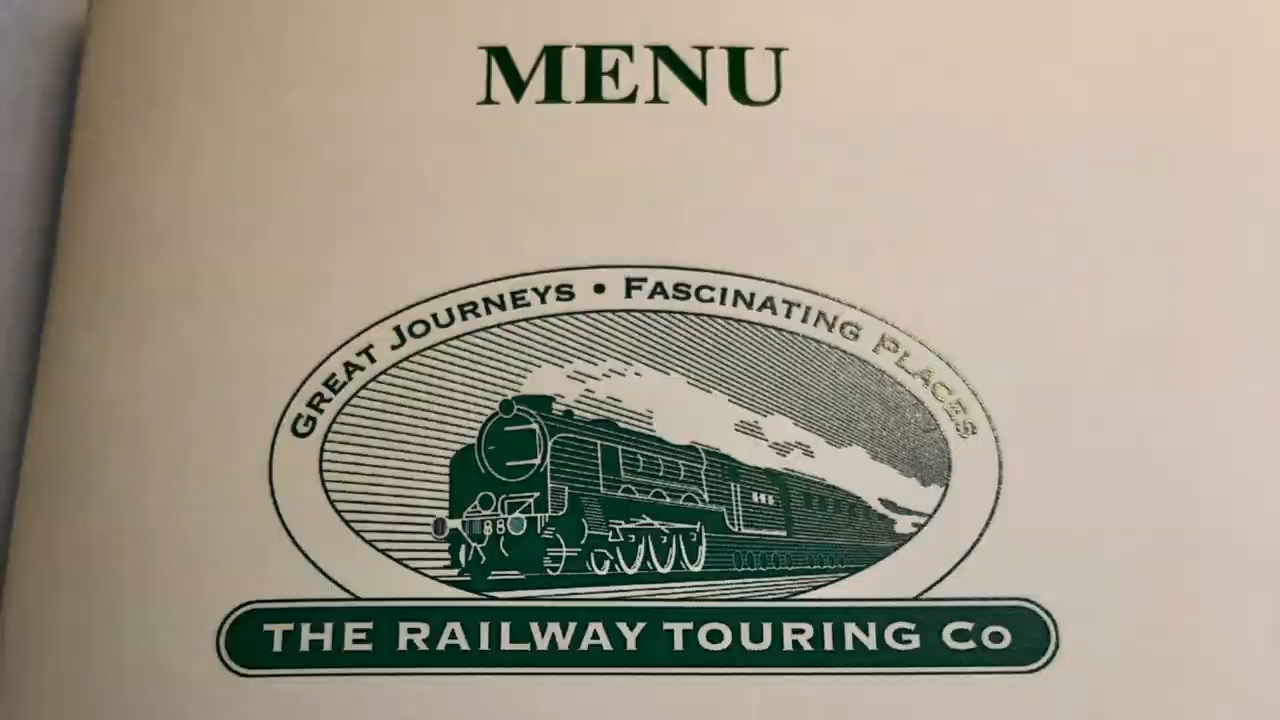 MENU
GREAT JOURNEYS • FASCINATING PLACES
THE RAILWAY TOURING Co